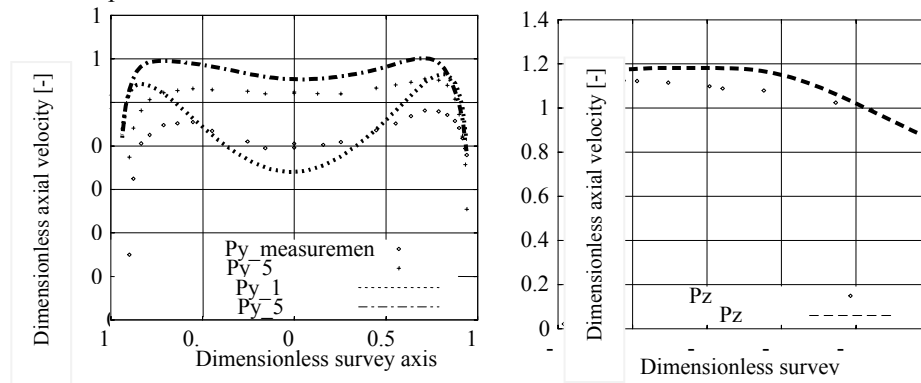 1
1
0
0
0
0
Dimensionless axial velocity [-]
Py_measuremen
Py_5
Py_1
Py_5
1 0. 0 0.5 1
Dimensionless survey axis
1.4
1.2
1
0.8
0.6
0.4
0.2
0
Dimensionless axial velocity [-]
Pz
Pz
- - - - -
Dimensionless survey